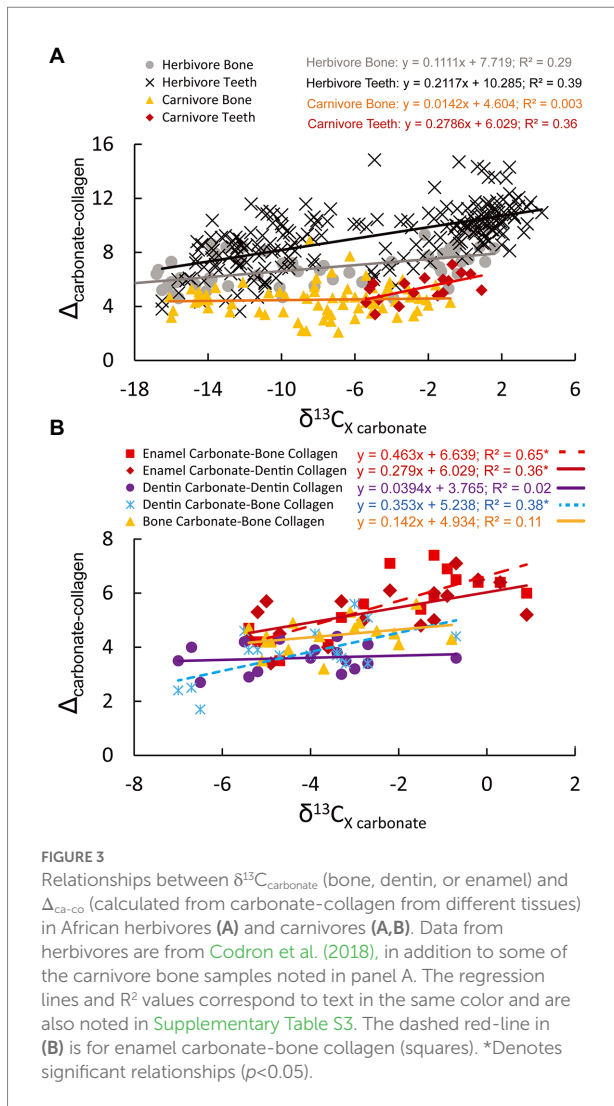 A
Herbivore Bone
Herbivore Teeth
Carnivore Bone
Carnivore Teeth
Herbivore Bone: y = 0.1111x + 7.719; R² = 0.29
Herbivore Teeth: y = 0.2117x + 10.285; R² = 0.39
Carnivore Bone: y = 0.0142x + 4.604; R² = 0.003
Carnivore Teeth: y = 0.2786x + 6.029; R² = 0.36
16
12
8
4
0
Δcarbonate-collagen
-18 -14 -10 -6 -2 2 6
δ¹³CX carbonate
B
Enamel Carbonate-Bone Collagen y = 0.463x + 6.639; R² = 0.65*
Enamel Carbonate-Dentin Collagen y = 0.279x + 6.029; R² = 0.36*
Dentin Carbonate-Dentin Collagen y = 0.0394x + 3.765; R² = 0.02
Dentin Carbonate-Bone Collagen y = 0.353x + 5.238; R² = 0.38*
Bone Carbonate-Bone Collagen y = 0.142x + 4.934; R² = 0.11
8
6
4
2
0
Δcarbonate-collagen
-8 -6 -4 -2 0 2
δ¹³CX carbonate
FIGURE 3
Relationships between δ¹³Ccarbonate (bone, dentin, or enamel) and
Δca-co (calculated from carbonate-collagen from different tissues)
in African herbivores (A) and carnivores (A,B). Data from
herbivores are from Codron et al. (2018), in addition to some of
the carnivore bone samples noted in panel A. The regression
lines and R² values correspond to text in the same color and are
also noted in Supplementary Table S3. The dashed red-line in
(B) is for enamel carbonate-bone collagen (squares). *Denotes
significant relationships (p<0.05).